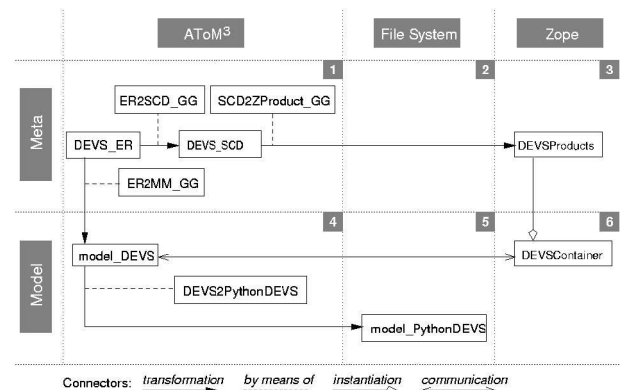 AToM3
File System
Zope
1
2
3
Meta
ER2SCD_GG
SCD2ZProduct_GG
DEVS_ER
DEVS_SCD
DEVSProducts
ER2MM_GG
4
5
6
Model
model_DEVS
DEVSContainer
DEVS2PythonDEVS
model_PythonDEVS
Connectors: transformation by means of instantiation communication